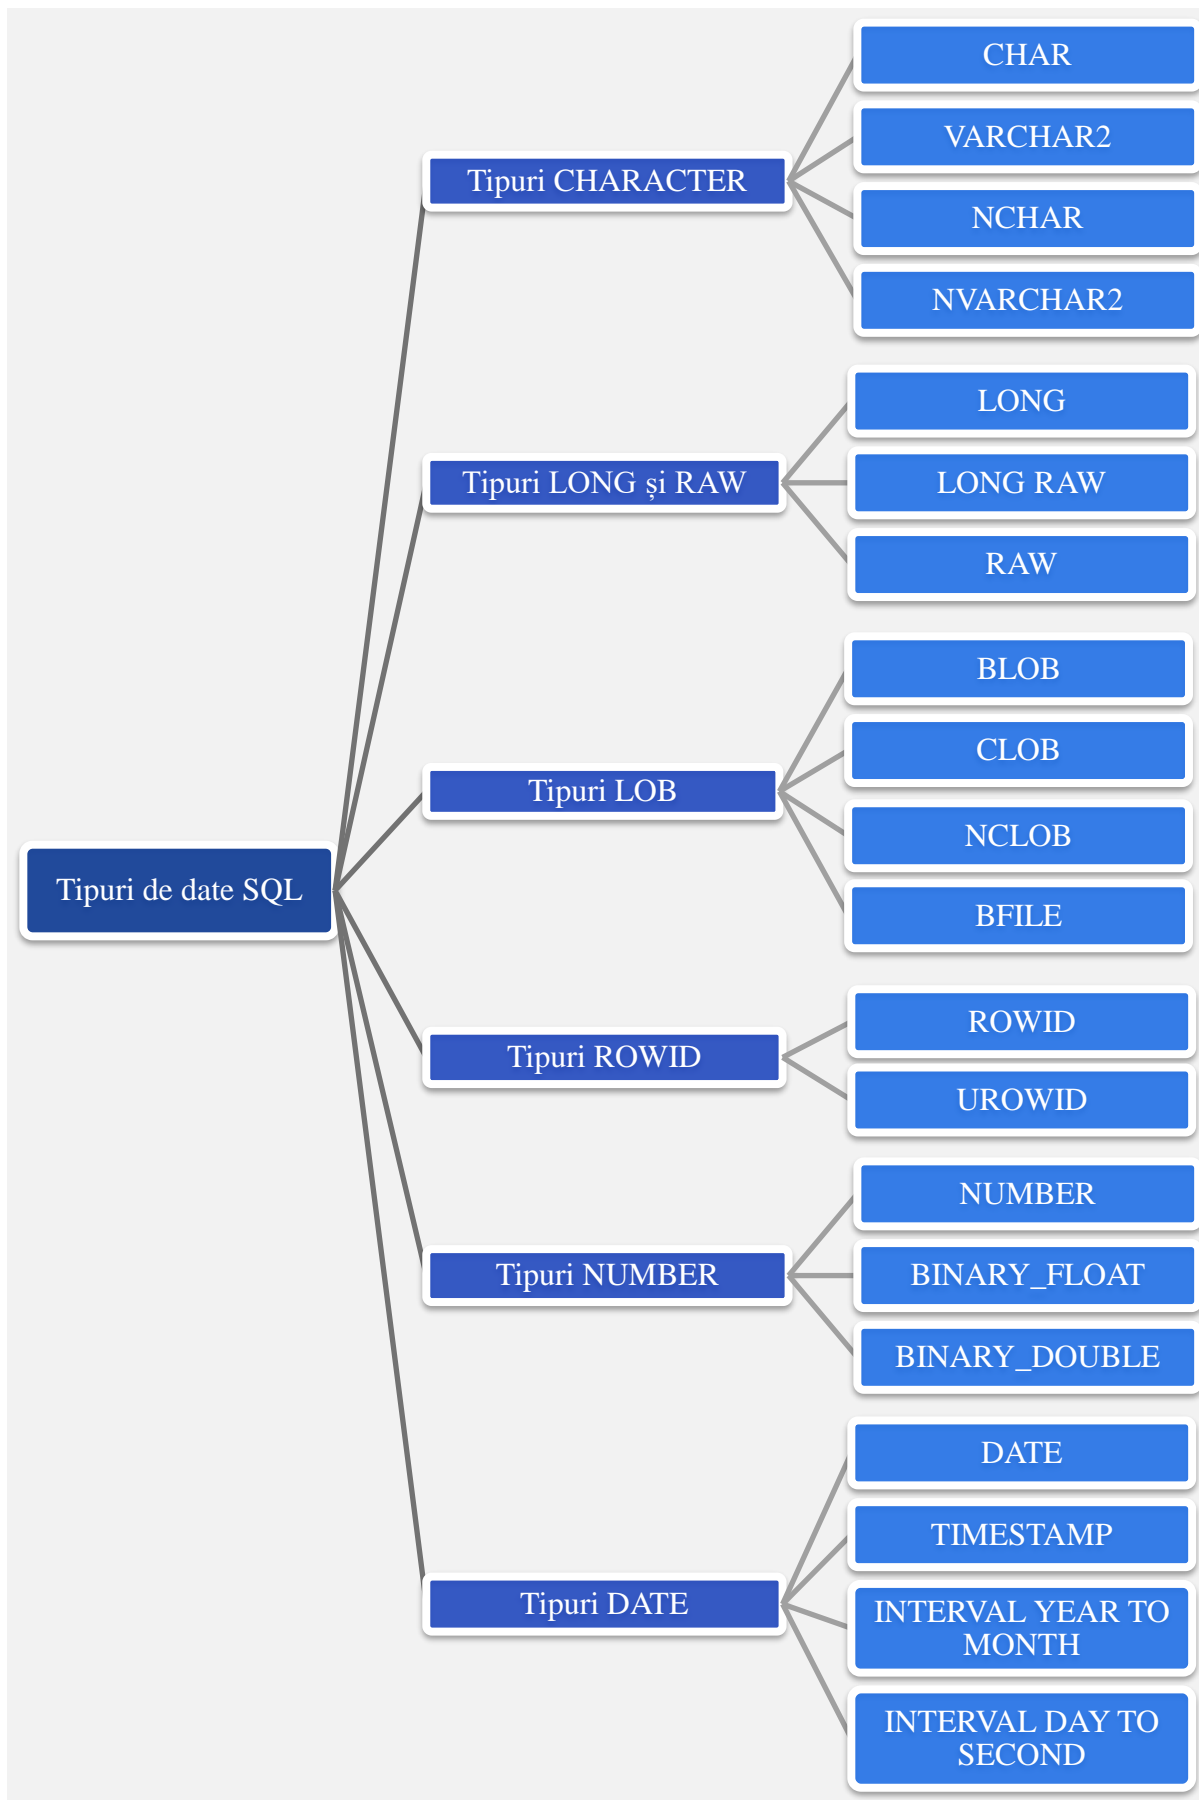 Tipuri de date SQL
Tipuri CHARACTER
CHAR
VARCHAR2
NCHAR
NVARCHAR2
Tipuri LONG și RAW
LONG
LONG RAW
RAW
Tipuri LOB
BLOB
CLOB
NCLOB
BFILE
Tipuri ROWID
ROWID
UROWID
Tipuri NUMBER
NUMBER
BINARY_FLOAT
BINARY_DOUBLE
Tipuri DATE
DATE
TIMESTAMP
INTERVAL YEAR TO
MONTH
INTERVAL DAY TO
SECOND